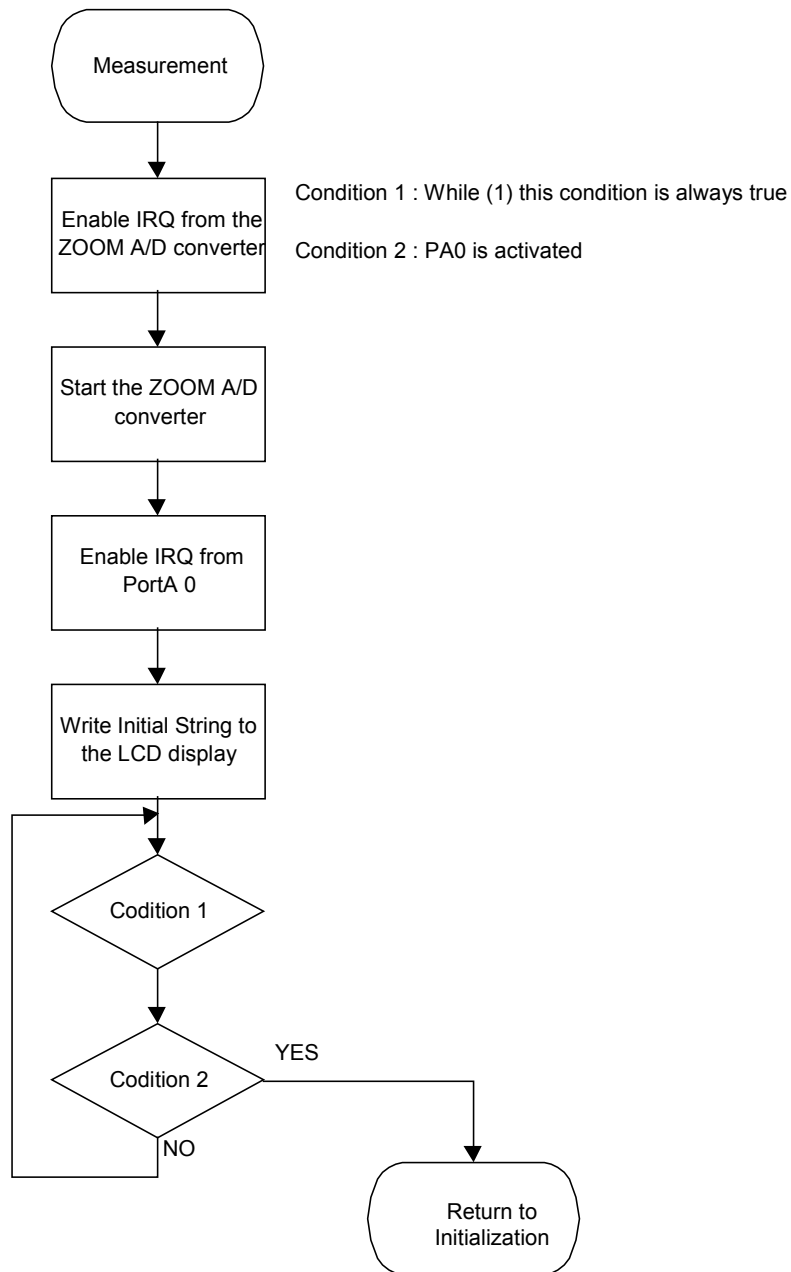 Measurement
Enable IRQ from the
ZOOM A/D converter
Condition 1 : While (1) this condition is always true
Condition 2 : PA0 is activated
Start the ZOOM A/D
converter
Enable IRQ from
PortA 0
Write Initial String to
the LCD display
Codition 1
Codition 2
YES
NO
Return to
Initialization